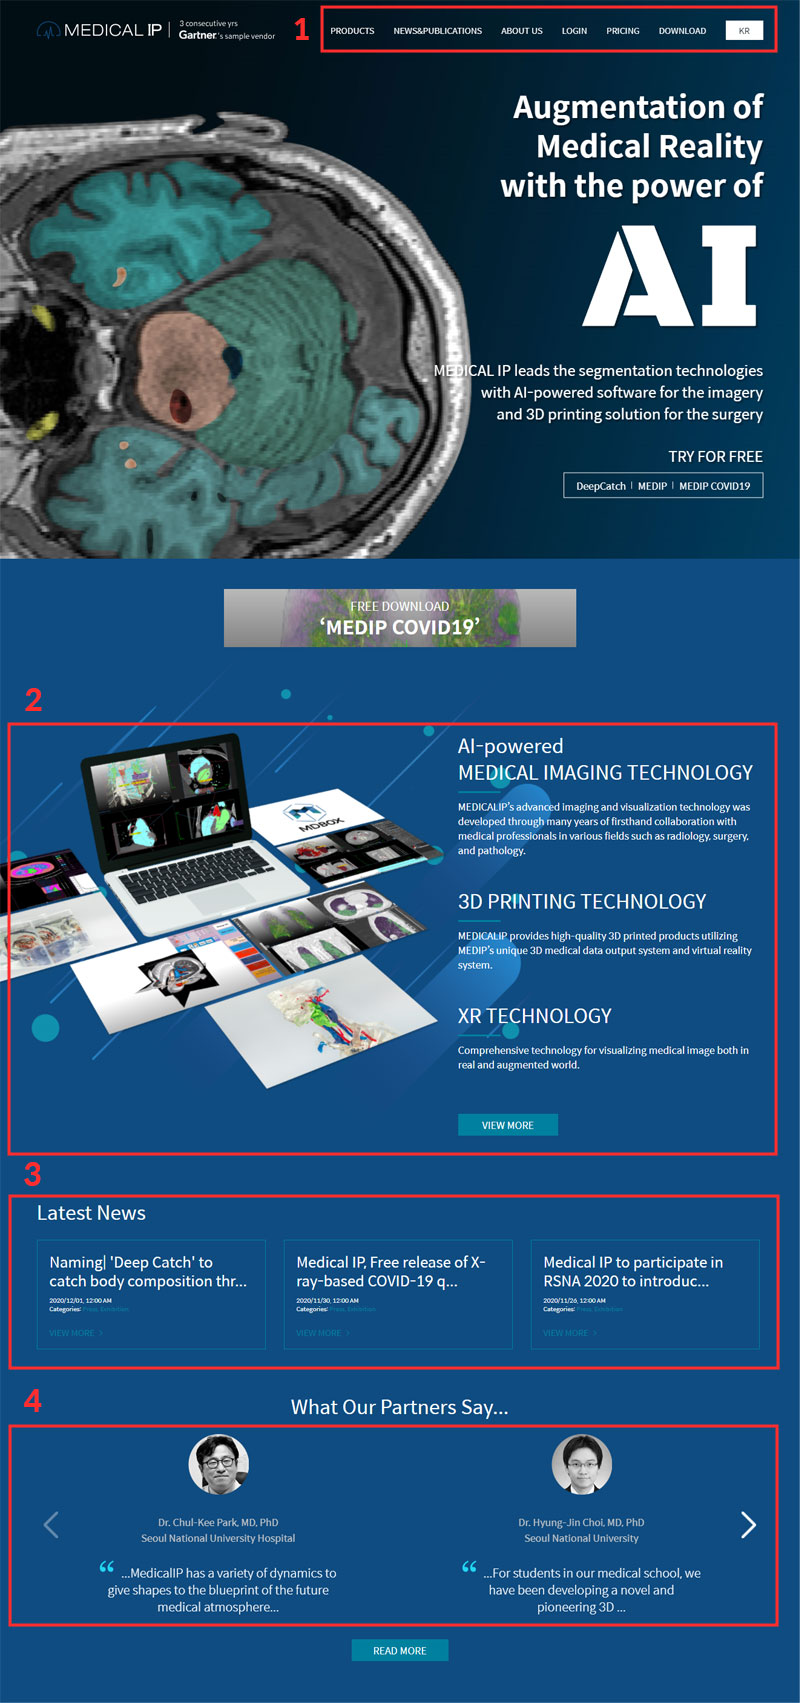 MEDICAL IP
3 consecutive yrs
Gartner's sample vendor
1
PRODUCTS NEWS&PUBLICATIONS ABOUT US LOGIN PRICING DOWNLOAD KR
Augmentation of
Medical Reality
with the power of
AI
MEDICAL IP leads the segmentation technologies
with AI-powered software for the imagery
and 3D printing solution for the surgery
TRY FOR FREE
DeepCatch | MEDIP | MEDIP COVID19
FREE DOWNLOAD
‘MEDIP COVID19’
2
MDBOX
AI-powered
MEDICAL IMAGING TECHNOLOGY
MEDICALIP's advanced imaging and visualization technology was
developed through many years of firsthand collaboration with
medical professionals in various fields such as radiology, surgery,
and pathology.
3D PRINTING TECHNOLOGY
MEDICALIP provides high-quality 3D printed products utilizing
MEDIP's unique 3D medical data output system and virtual reality
system.
XR TECHNOLOGY
Comprehensive technology for visualizing medical image both in
real and augmented world.
VIEW MORE
3
Latest News
Naming| 'Deep Catch' to
catch body composition thr...
2020/12/01, 12:00 AM
Categories: Press, Exhibition
VIEW MORE >
Medical IP, Free release of X-
ray-based COVID-19 q...
2020/11/30, 12:00 AM
Categories: Press, Exhibition
VIEW MORE >
Medical IP to participate in
RSNA 2020 to introduc...
2020/11/26, 12:00 AM
Categories: Press, Exhibition
VIEW MORE >
4
What Our Partners Say...
Dr. Chul-Kee Park, MD, PhD
Seoul National University Hospital
“ ...MedicalIP has a variety of dynamics to
give shapes to the blueprint of the future
medical atmosphere...
Dr. Hyung-Jin Choi, MD, PhD
Seoul National University
“ ...For students in our medical school, we
have been developing a novel and
pioneering 3D ...
READ MORE